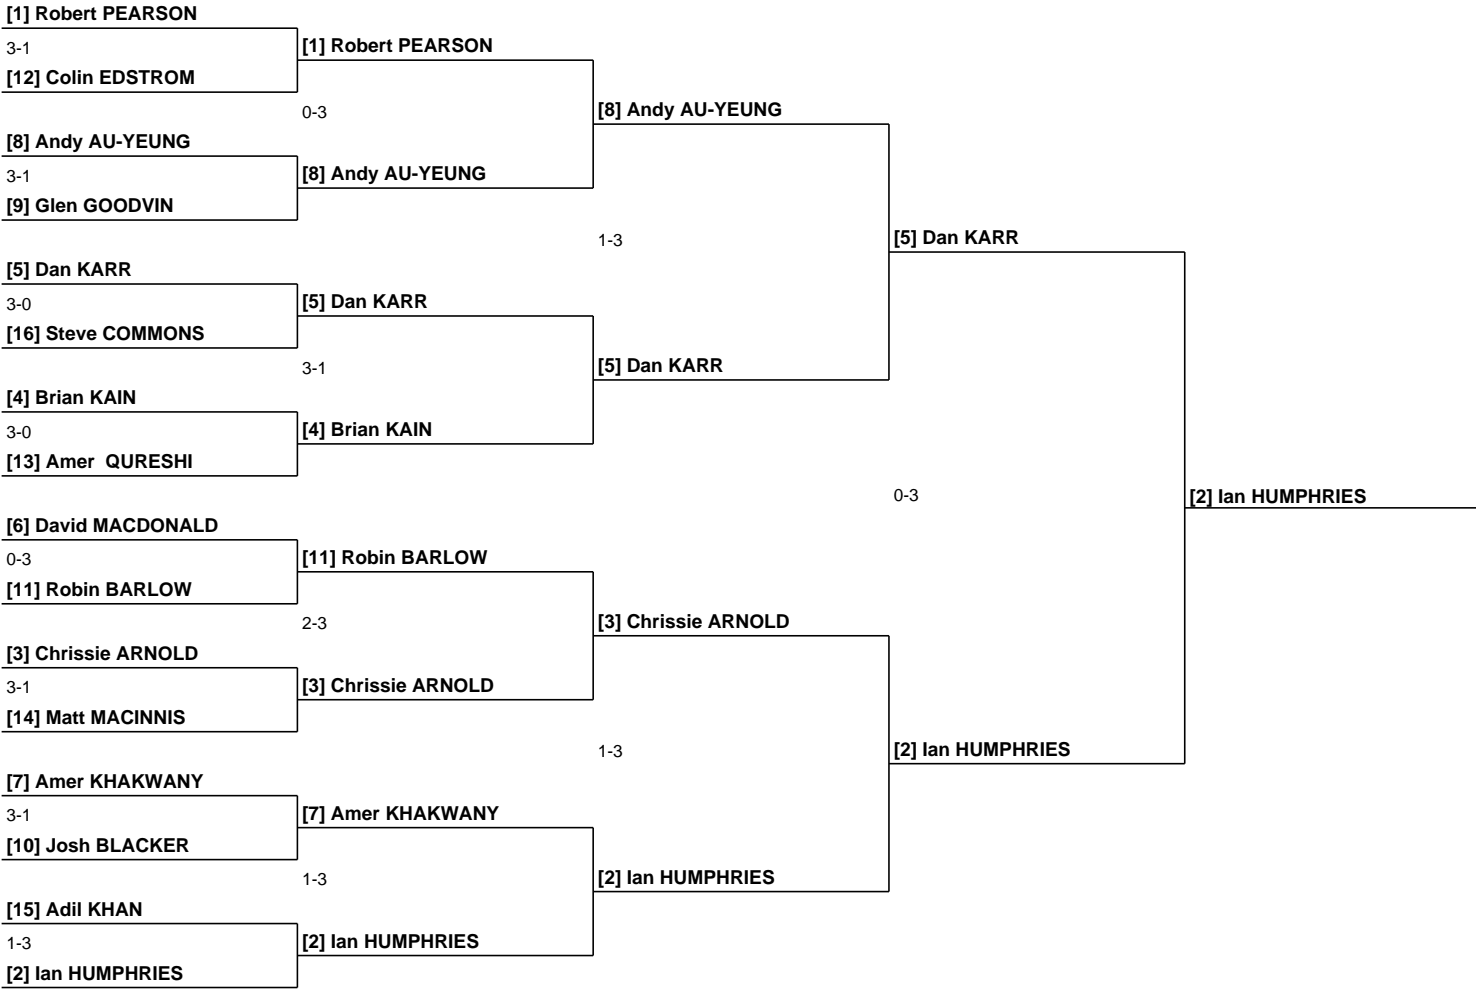 [1] Robert PEARSON
3-1
[12] Colin EDSTROM
[8] Andy AU-YEUNG
3-1
[9] Glen GOODVIN
[5] Dan KARR
3-0
[16] Steve COMMONS
[4] Brian KAIN
3-0
[13] Amer  QURESHI
[6] David MACDONALD
0-3
[11] Robin BARLOW
[3] Chrissie ARNOLD
3-1
[14] Matt MACINNIS
[7] Amer KHAKWANY
3-1
[10] Josh BLACKER
[15] Adil KHAN
1-3
[2] Ian HUMPHRIES
[1] Robert PEARSON
0-3
[8] Andy AU-YEUNG
[5] Dan KARR
3-1
[4] Brian KAIN
[11] Robin BARLOW
2-3
[3] Chrissie ARNOLD
[7] Amer KHAKWANY
1-3
[2] Ian HUMPHRIES
[8] Andy AU-YEUNG
1-3
[5] Dan KARR
[3] Chrissie ARNOLD
1-3
[2] Ian HUMPHRIES
[5] Dan KARR
0-3
[2] Ian HUMPHRIES
[2] Ian HUMPHRIES